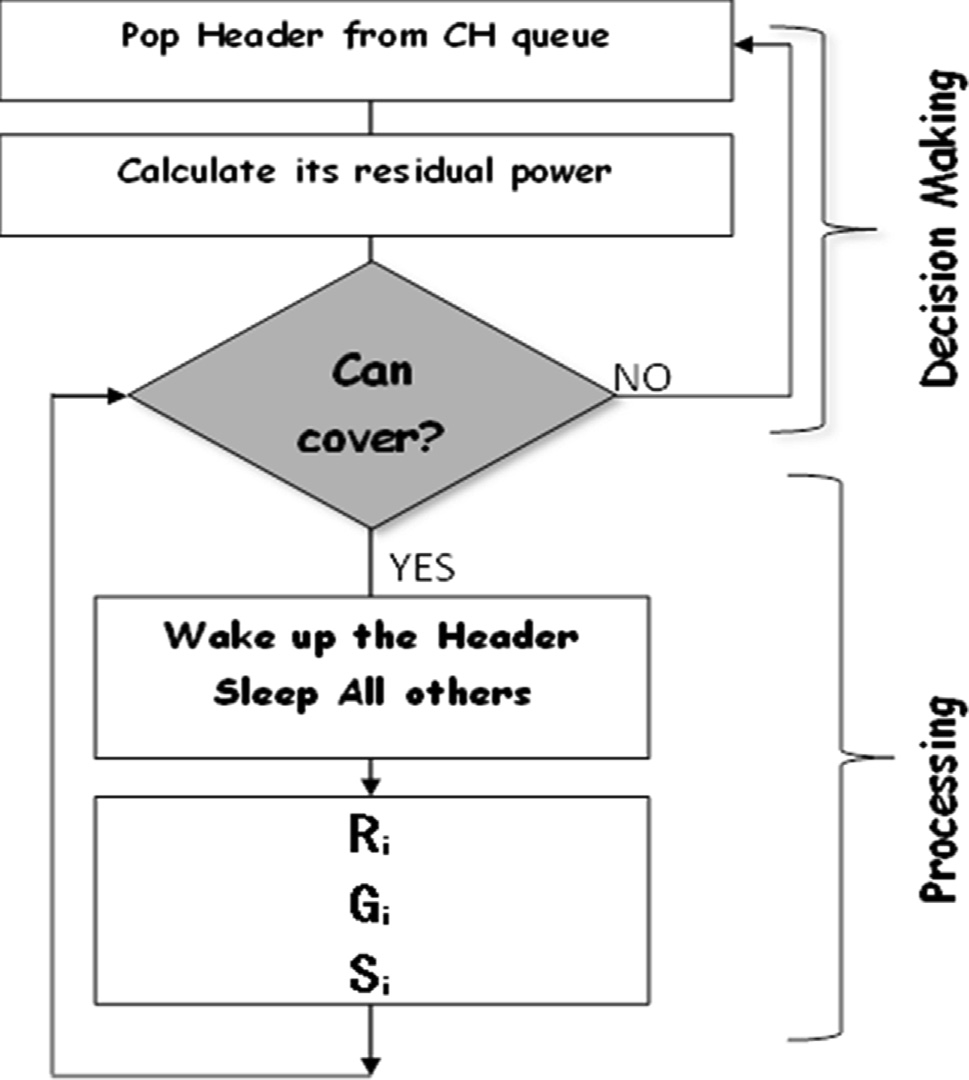 Pop Header from CH queue
Calculate its residual power
Can
cover?
NO
YES
Wake up the Header
Sleep All others
Rᵢ
Gᵢ
Sᵢ
Decision Making
Processing